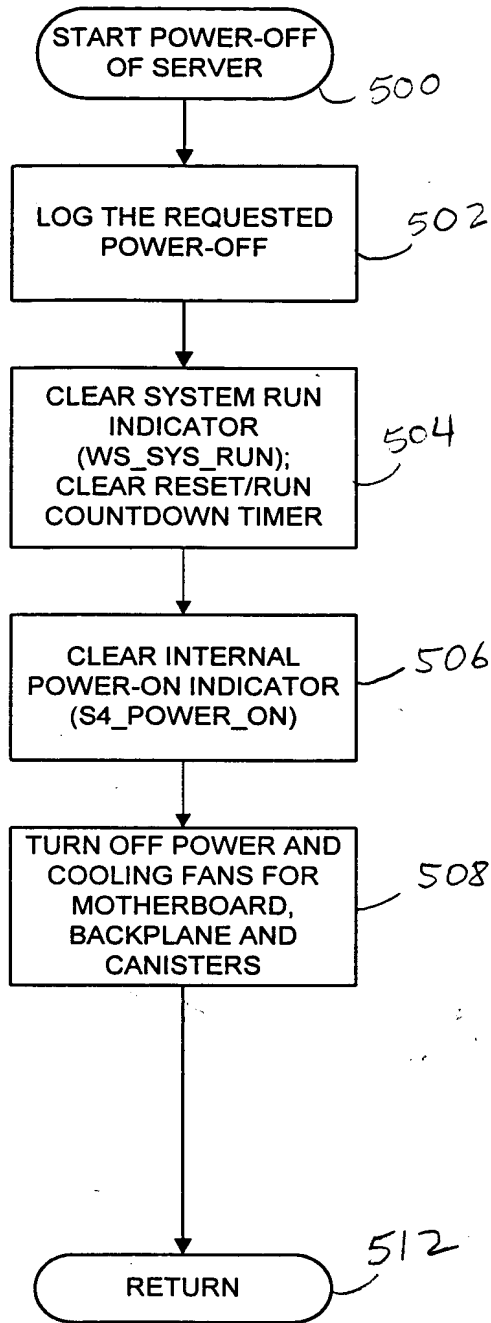 START POWER-OFF
OF SERVER
500
LOG THE REQUESTED
POWER-OFF
502
CLEAR SYSTEM RUN
INDICATOR
(WS_SYS_RUN);
CLEAR RESET/RUN
COUNTDOWN TIMER
504
CLEAR INTERNAL
POWER-ON INDICATOR
(S4_POWER_ON)
506
TURN OFF POWER AND
COOLING FANS FOR
MOTHERBOARD,
BACKPLANE AND
CANISTERS
508
RETURN
512